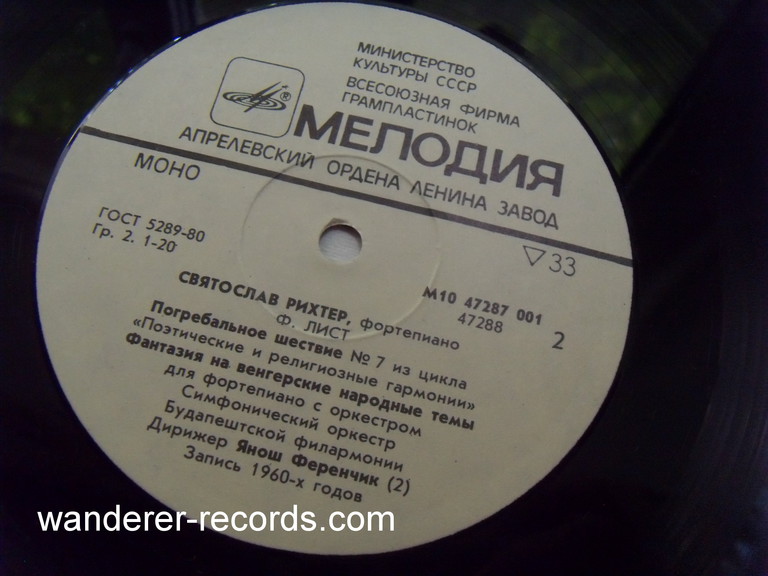 МИНИСТЕРСТВО
КУЛЬТУРЫ СССР
ВСЕСОЮЗНАЯ ФИРМА
ГРАМПЛАСТИНОК
®
МЕЛОДИЯ
АПРЕЛЕВСКИЙ ОРДЕНА ЛЕНИНА ЗАВОД
МОНО
▽33
ГОСТ 5289-80
Гр. 2. 1-20
М10 47287 001
47288
2
СВЯТОСЛАВ РИХТЕР, фортепиано
Ф. ЛИСТ
Погребальное шествие № 7 из цикла
«Поэтические и религиозные гармонии»
Фантазия на венгерские народные темы
для фортепиано с оркестром
Симфонический оркестр
Будапештской филармонии
Дирижер Янош Ференчик (2)
Запись 1960-х годов
wanderer-records.com